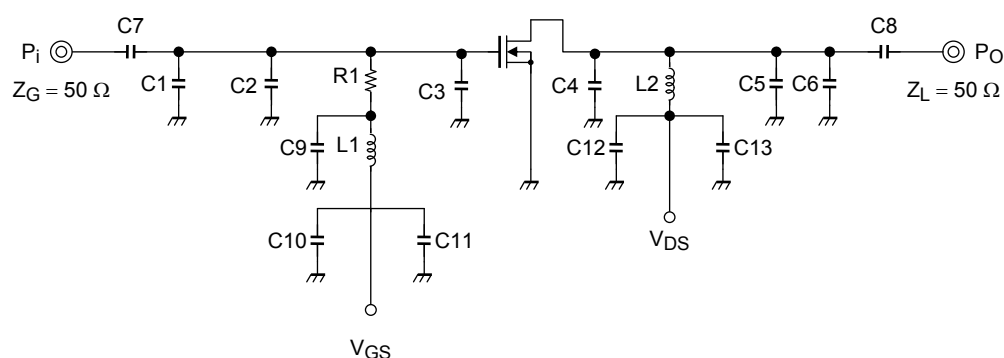 C7
C8
Pi
PO
R1
C1
C2
C3
C4
L2
C5
C6
ZG = 50 Ω
ZL = 50 Ω
C9
L1
C12
C13
C10
C11
VDS
VGS